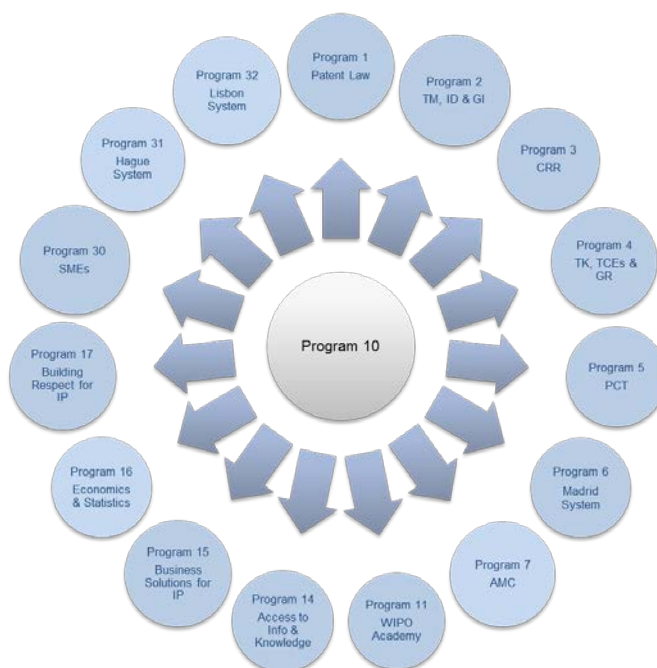 Program 1
Patent Law
Program 2
TM, ID & GI
Program 3
CRR
Program 4
TK, TCEs &
GR
Program 5
PCT
Program 6
Madrid
System
Program 7
AMC
Program 11
WIPO
Academy
Program 14
Access to
Info &
Knowledge
Program 15
Business
Solutions for
IP
Program 16
Economics
& Statistics
Program 17
Building
Respect for
IP
Program 30
SMEs
Program 31
Hague
System
Program 32
Lisbon
System
Program 10